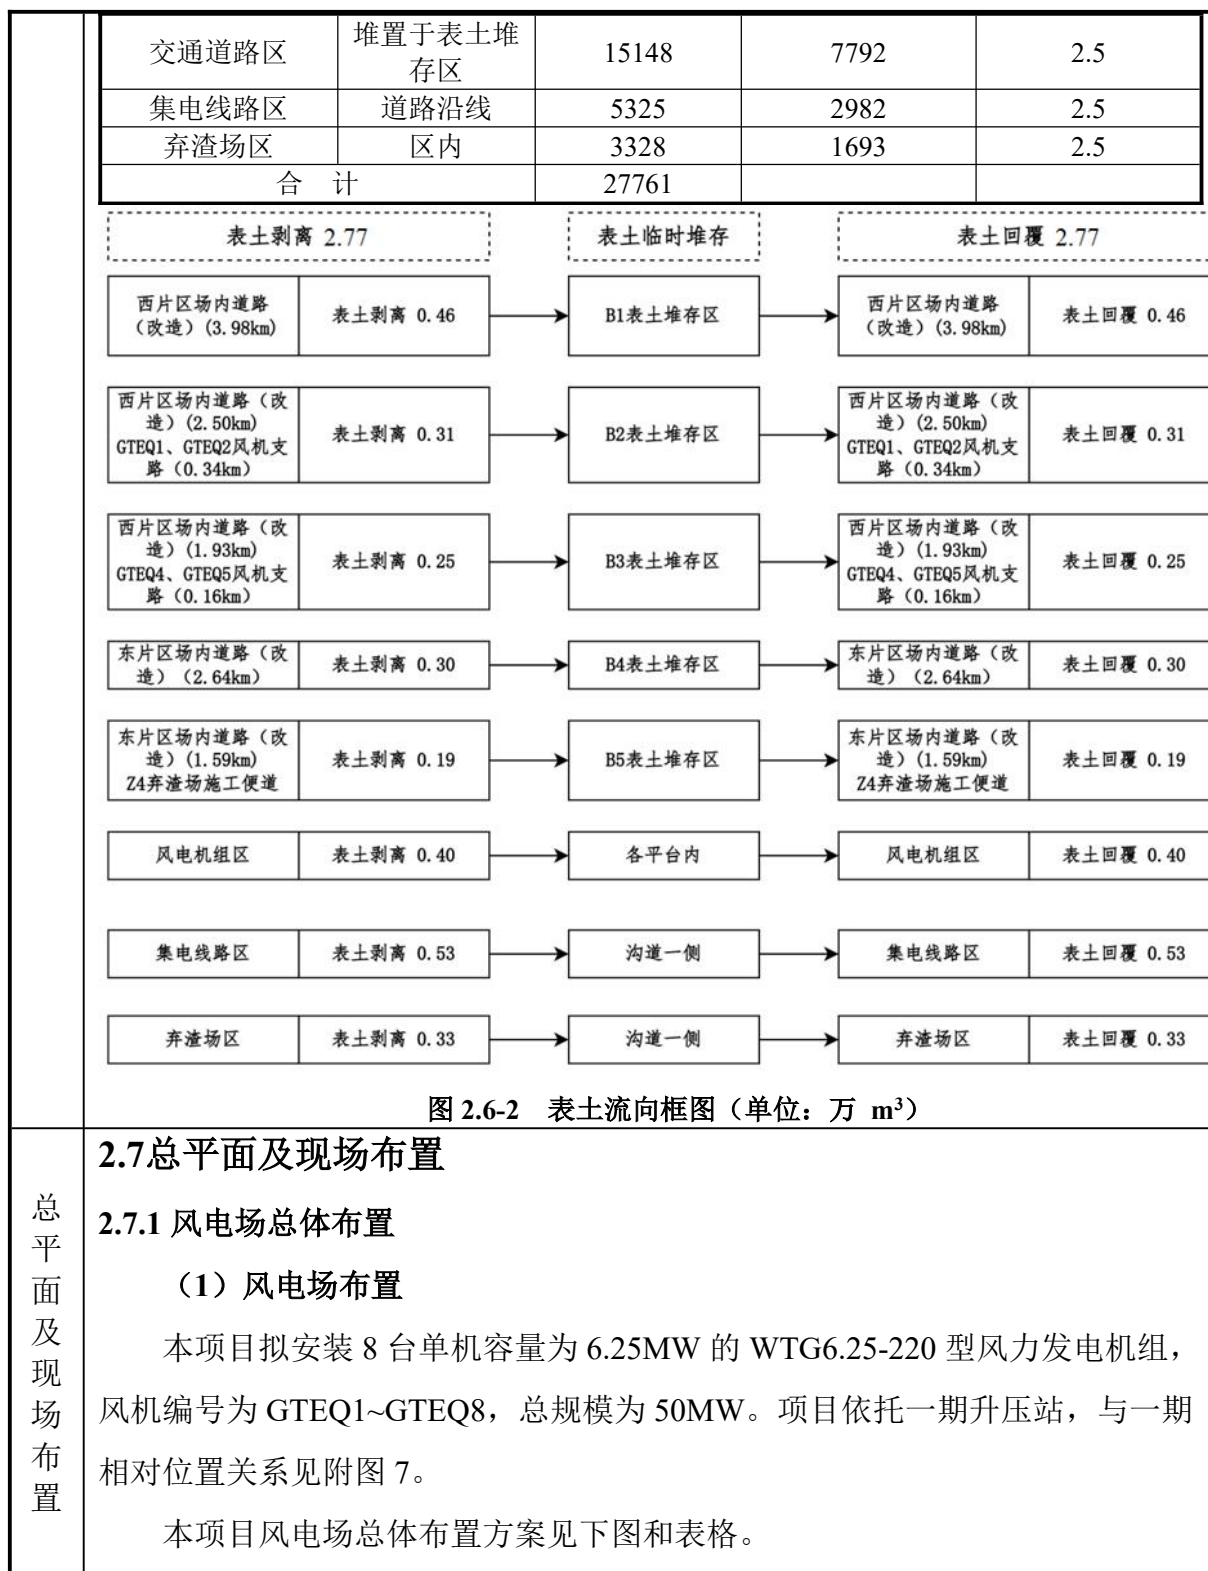 交通道路区 堆置于表土堆存区 15148 7792 2.5
集电线路区 道路沿线 5325 2982 2.5
弃渣场区 区内 3328 1693 2.5
合 计 27761
表土剥离 2.77 表土临时堆存 表土回覆 2.77
西片区场内道路
（改造）(3.98km)
表土剥离 0.46
B1表土堆存区
西片区场内道路
（改造）(3.98km)
表土回覆 0.46
西片区场内道路（改
造）(2.50km)
GTEQ1、GTEQ2风机支
路（0.34km）
表土剥离 0.31
B2表土堆存区
西片区场内道路（改
造）(2.50km)
GTEQ1、GTEQ2风机支
路（0.34km）
表土回覆 0.31
西片区场内道路（改
造）(1.93km)
GTEQ4、GTEQ5风机支
路（0.16km）
表土剥离 0.25
B3表土堆存区
西片区场内道路（改
造）(1.93km)
GTEQ4、GTEQ5风机支
路（0.16km）
表土回覆 0.25
东片区场内道路（改
造）（2.64km）
表土剥离 0.30
B4表土堆存区
东片区场内道路（改
造）（2.64km）
表土回覆 0.30
东片区场内道路（改
造）(1.59km)
Z4弃渣场施工便道
表土剥离 0.19
B5表土堆存区
东片区场内道路（改
造）(1.59km)
Z4弃渣场施工便道
表土回覆 0.19
风电机组区 表土剥离 0.40 各平台内 风电机组区 表土回覆 0.40
集电线路区 表土剥离 0.53 沟道一侧 集电线路区 表土回覆 0.53
弃渣场区 表土剥离 0.33 沟道一侧 弃渣场区 表土回覆 0.33
图 2.6-2 表土流向框图（单位：万 m³）
总平面及现场布置
2.7总平面及现场布置
2.7.1 风电场总体布置
（1）风电场布置
本项目拟安装 8 台单机容量为 6.25MW 的 WTG6.25-220 型风力发电机组，
风机编号为 GTEQ1~GTEQ8，总规模为 50MW。项目依托一期升压站，与一期
相对位置关系见附图 7。
本项目风电场总体布置方案见下图和表格。